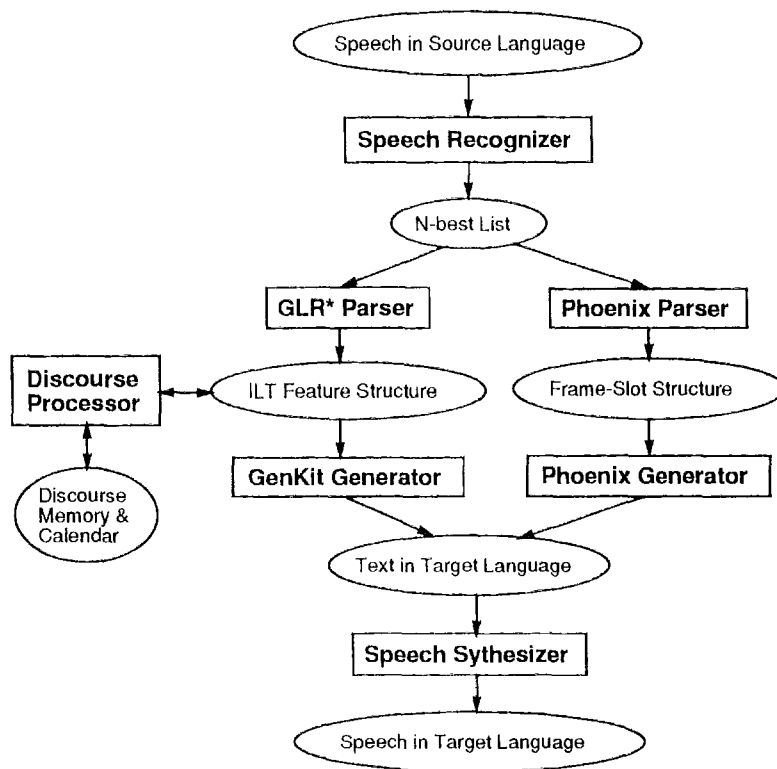 Speech in Source Language
Speech Recognizer
N-best List
GLR* Parser
Phoenix Parser
Discourse
Processor
ILT Feature Structure
Frame-Slot Structure
GenKit Generator
Phoenix Generator
Discourse
Memory &
Calendar
Text in Target Language
Speech Sythesizer
Speech in Target Language